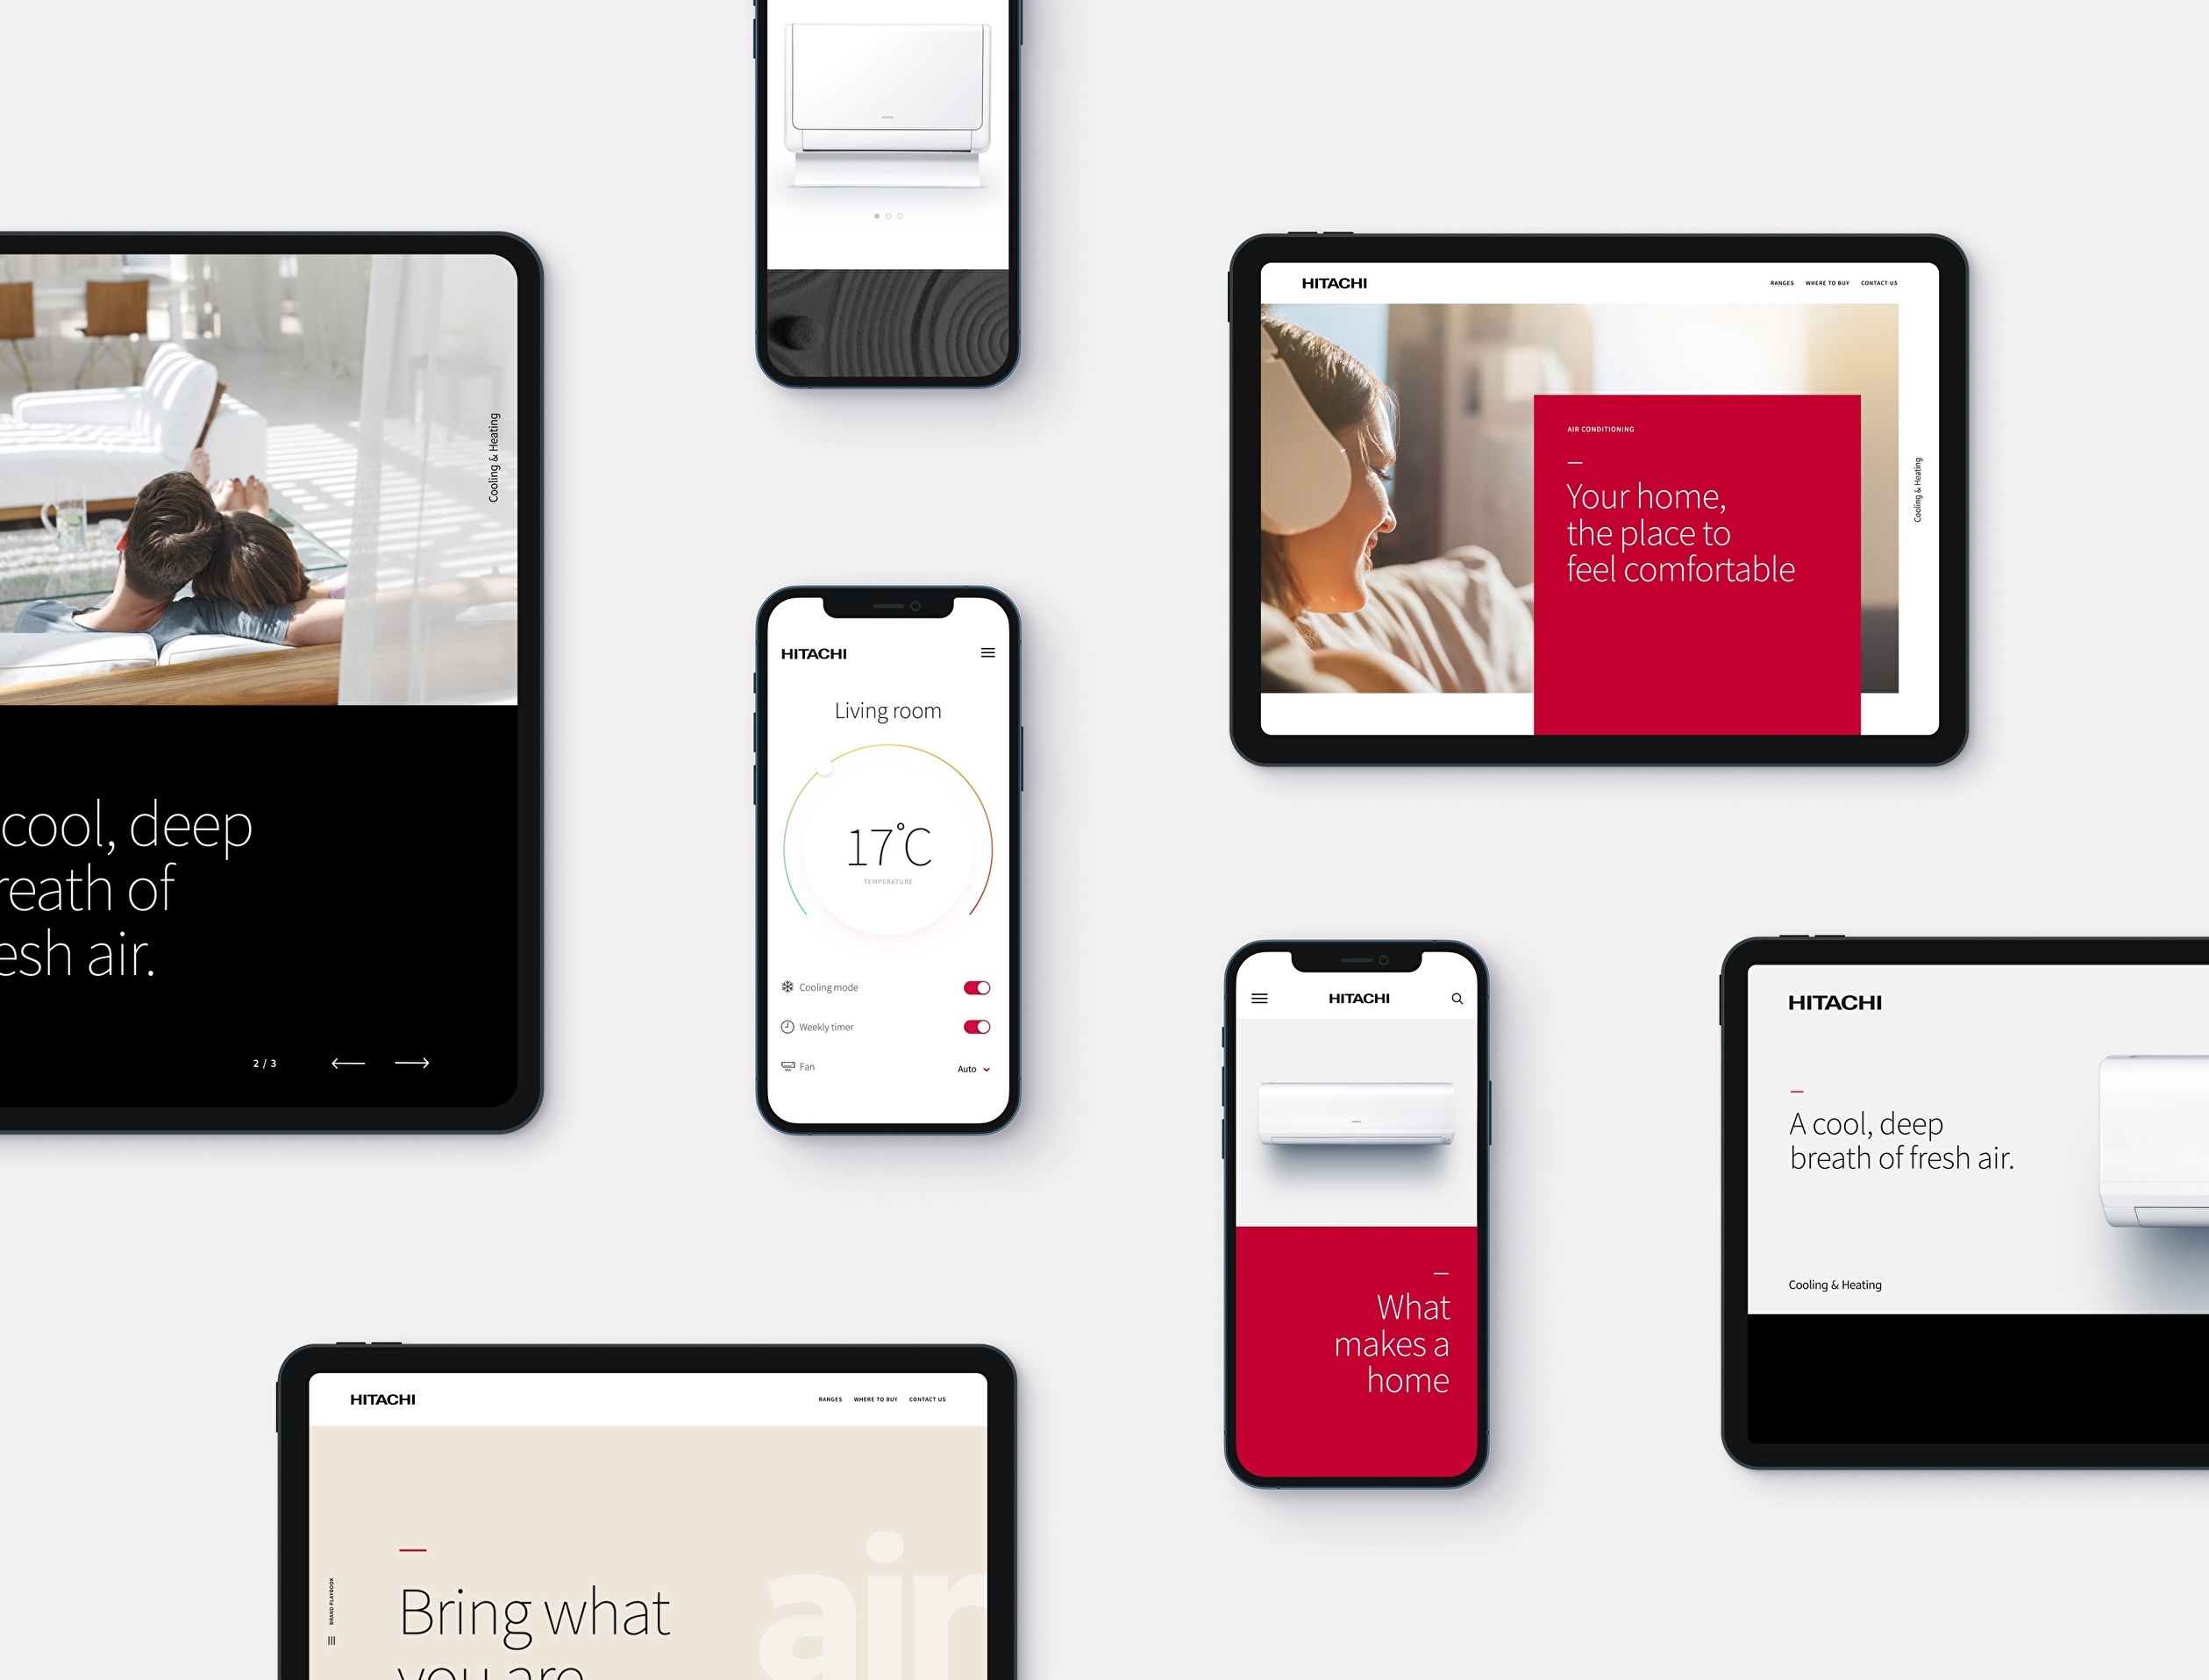 Cooling & Heating
cool, deep
reath of
esh air.
2 / 3
HITACHI
Living room
17°C
TEMPERATURE
Cooling mode
Weekly timer
Fan
Auto
HITACHI
RANGES WHERE TO BUY CONTACT US
AIR CONDITIONING
Your home,
the place to
feel comfortable
Cooling & Heating
HITACHI
What
makes a
home
HITACHI
A cool, deep
breath of fresh air.
Cooling & Heating
HITACHI
RANGES WHERE TO BUY CONTACT US
BRAND PLAYBOOK
Bring what
you are
air